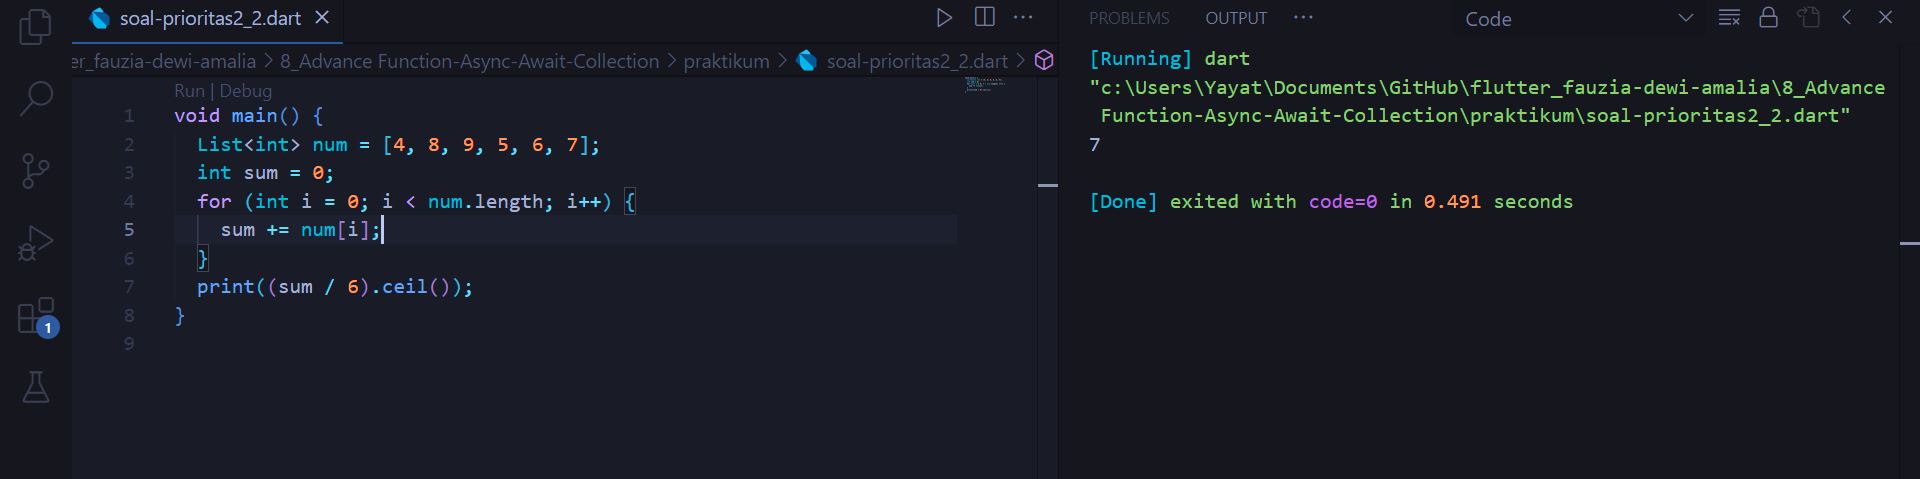 soal-prioritas2_2.dart
er_fauzia-dewi-amalia > 8_Advance Function-Async-Await-Collection > praktikum > soal-prioritas2_2.dart >
Run | Debug
1 void main() {
2 List<int> num = [4, 8, 9, 5, 6, 7];
3 int sum = 0;
4 for (int i = 0; i < num.length; i++) {
5 sum += num[i];
6 }
7 print((sum / 6).ceil());
8 }
9
1
PROBLEMS OUTPUT ··· Code
[Running] dart
"c:\Users\Yayat\Documents\GitHub\flutter_fauzia-dewi-amalia\8_Advance
Function-Async-Await-Collection\praktikum\soal-prioritas2_2.dart"
7
[Done] exited with code=0 in 0.491 seconds